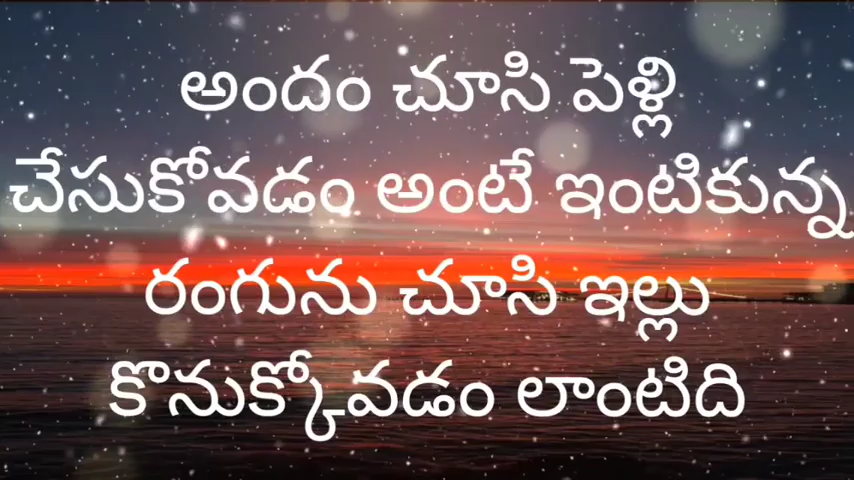 అందం చూసి పెళ్లి
చేసుకోవడం అంటే ఇంటికున్న
రంగును చూసి ఇల్లు
కొనుక్కోవడం లాంటిది